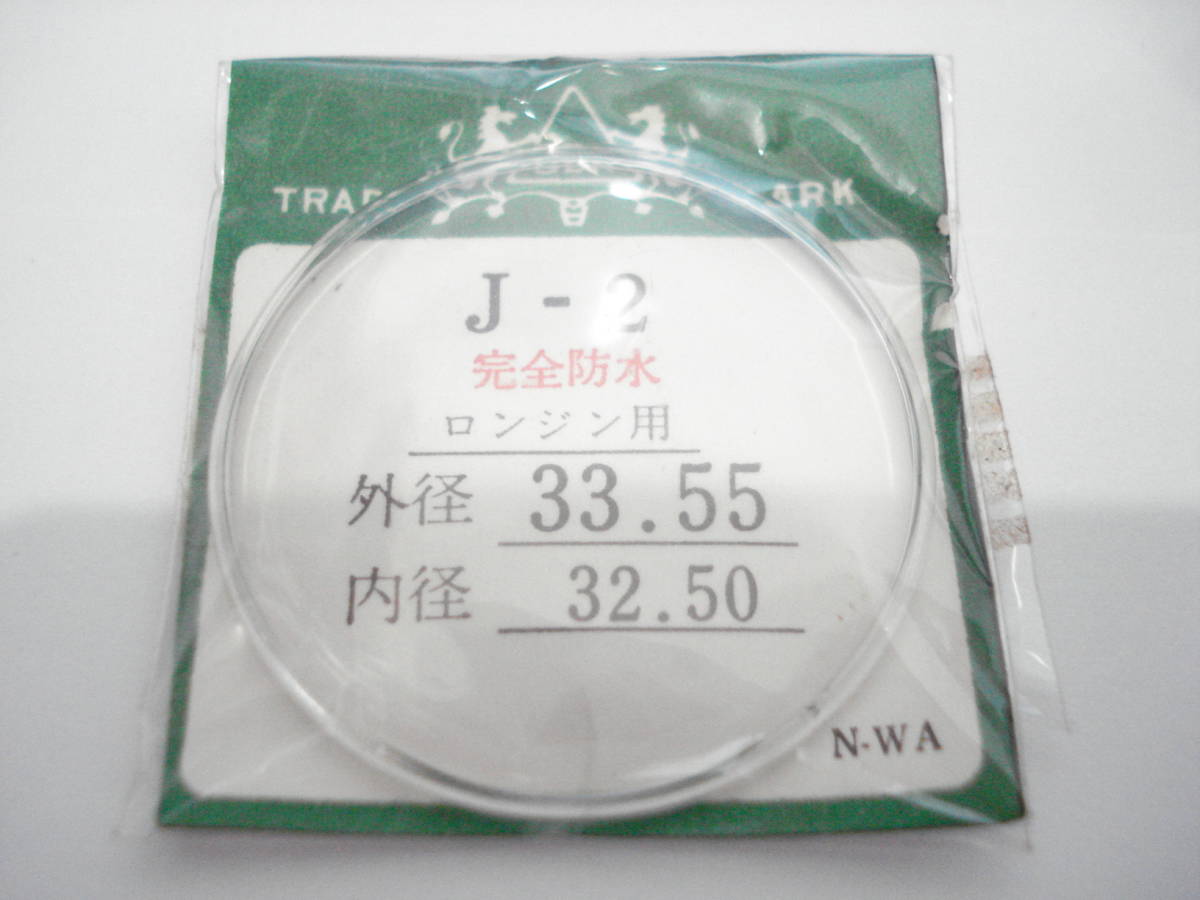 J - 2
完全防水
ロンジン用
外径 33.55
内径 32.50
N-WA